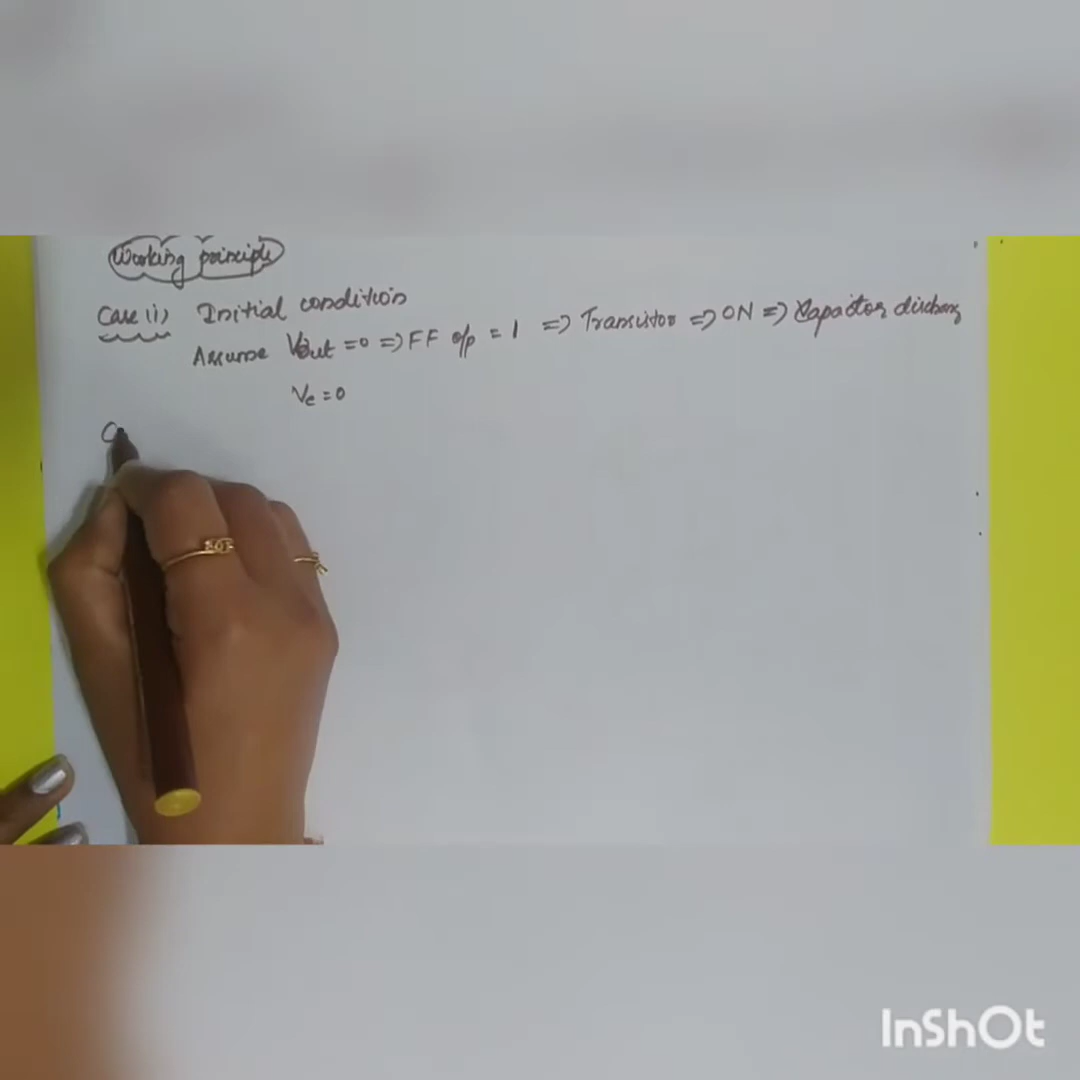 Working principle
Case (i) Initial condition
Assume Vout = 0 => FF o/p = 1 => Transistor => ON => Capacitor discharg
Vc = 0
C
InShOt